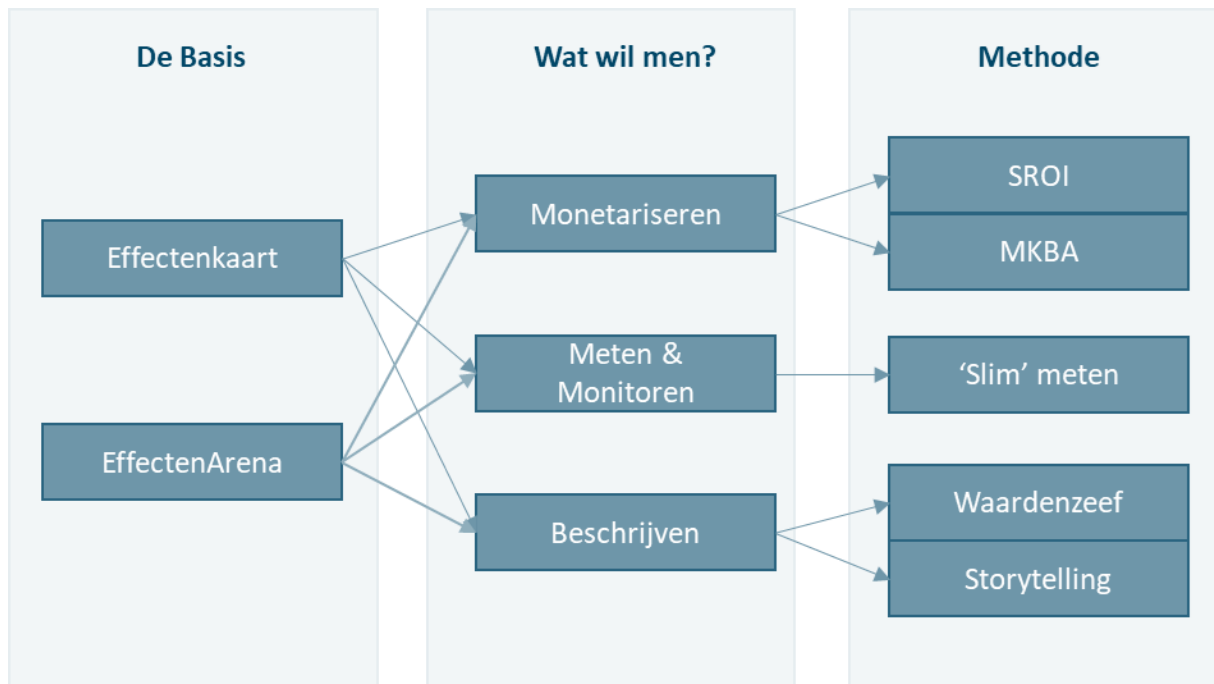 De Basis
Effectenkaart
EffectenArena
Wat wil men?
Monetariseren
Meten &
Monitoren
Beschrijven
Methode
SROI
MKBA
‘Slim’ meten
Waardenzeef
Storytelling